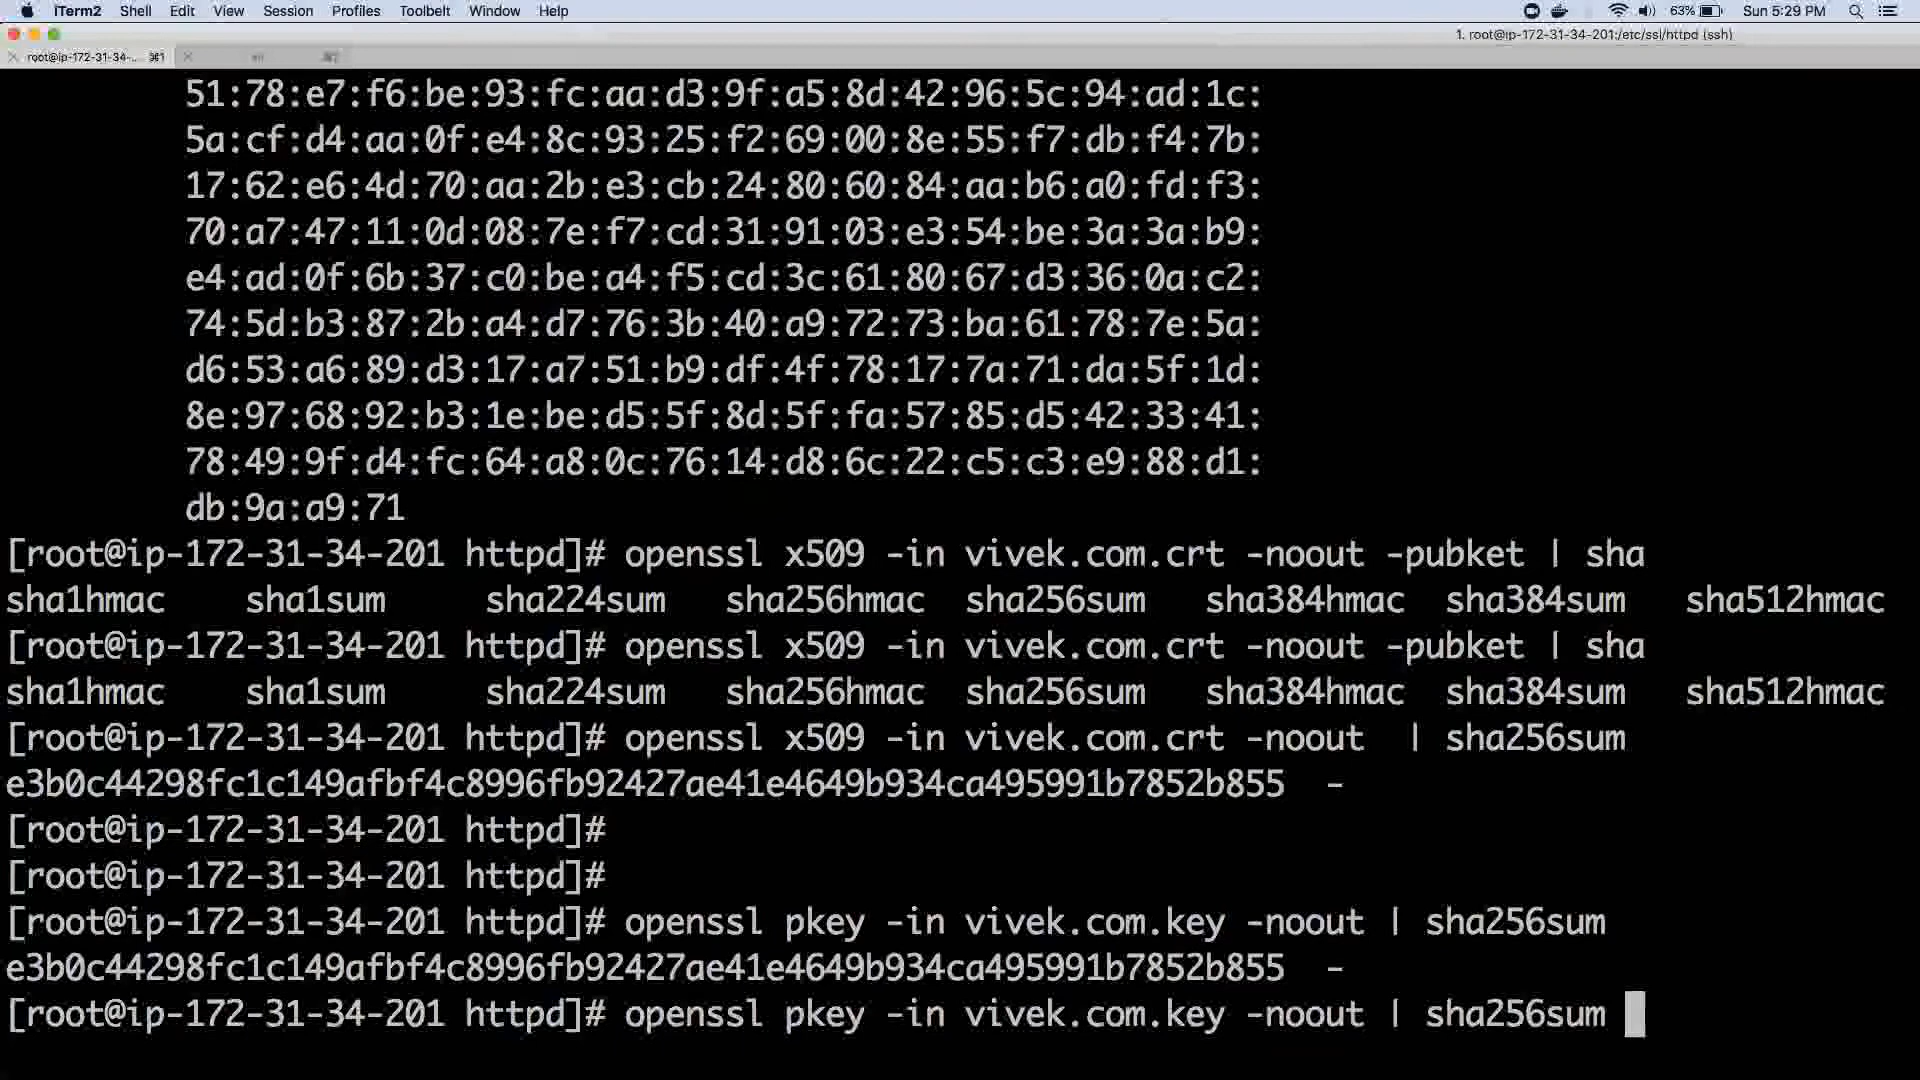 iTerm2 Shell Edit View Session Profiles Toolbelt Window Help 63% Sun 5:29 PM
1. root@ip-172-31-34-201:/etc/ssl/httpd (ssh)
root@ip-172-31-34-... ⌘1
51:78:e7:f6:be:93:fc:aa:d3:9f:a5:8d:42:96:5c:94:ad:1c:
5a:cf:d4:aa:0f:e4:8c:93:25:f2:69:00:8e:55:f7:db:f4:7b:
17:62:e6:4d:70:aa:2b:e3:cb:24:80:60:84:aa:b6:a0:fd:f3:
70:a7:47:11:0d:08:7e:f7:cd:31:91:03:e3:54:be:3a:3a:b9:
e4:ad:0f:6b:37:c0:be:a4:f5:cd:3c:61:80:67:d3:36:0a:c2:
74:5d:b3:87:2b:a4:d7:76:3b:40:a9:72:73:ba:61:78:7e:5a:
d6:53:a6:89:d3:17:a7:51:b9:df:4f:78:17:7a:71:da:5f:1d:
8e:97:68:92:b3:1e:be:d5:5f:8d:5f:fa:57:85:d5:42:33:41:
78:49:9f:d4:fc:64:a8:0c:76:14:d8:6c:22:c5:c3:e9:88:d1:
db:9a:a9:71
[root@ip-172-31-34-201 httpd]# openssl x509 -in vivek.com.crt -noout -pubket | sha
sha1hmac sha1sum sha224sum sha256hmac sha256sum sha384hmac sha384sum sha512hmac
[root@ip-172-31-34-201 httpd]# openssl x509 -in vivek.com.crt -noout -pubket | sha
sha1hmac sha1sum sha224sum sha256hmac sha256sum sha384hmac sha384sum sha512hmac
[root@ip-172-31-34-201 httpd]# openssl x509 -in vivek.com.crt -noout  | sha256sum
e3b0c44298fc1c149afbf4c8996fb92427ae41e4649b934ca495991b7852b855  -
[root@ip-172-31-34-201 httpd]#
[root@ip-172-31-34-201 httpd]#
[root@ip-172-31-34-201 httpd]# openssl pkey -in vivek.com.key -noout | sha256sum
e3b0c44298fc1c149afbf4c8996fb92427ae41e4649b934ca495991b7852b855  -
[root@ip-172-31-34-201 httpd]# openssl pkey -in vivek.com.key -noout | sha256sum